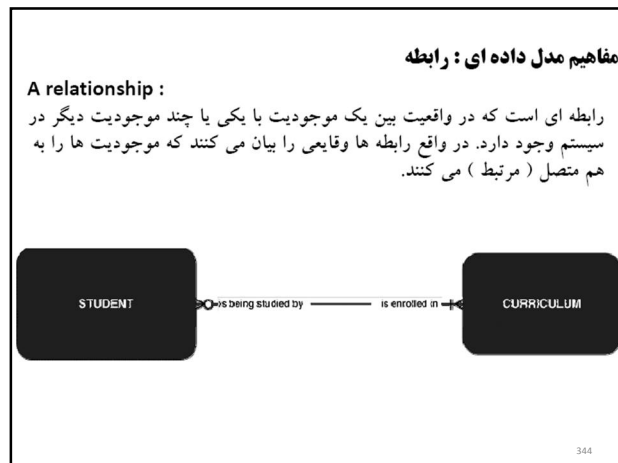 مفاهیم مدل داده ای : رابطه
A relationship :
رابطه ای است که در واقعیت بین یک موجودیت با یکی یا چند موجودیت دیگر در
سیستم وجود دارد. در واقع رابطه ها وقایعی را بیان می کنند که موجودیت ها را به
هم متصل ( مرتبط ) می کنند.
STUDENT is being studied by is enrolled in CURRICULUM
344